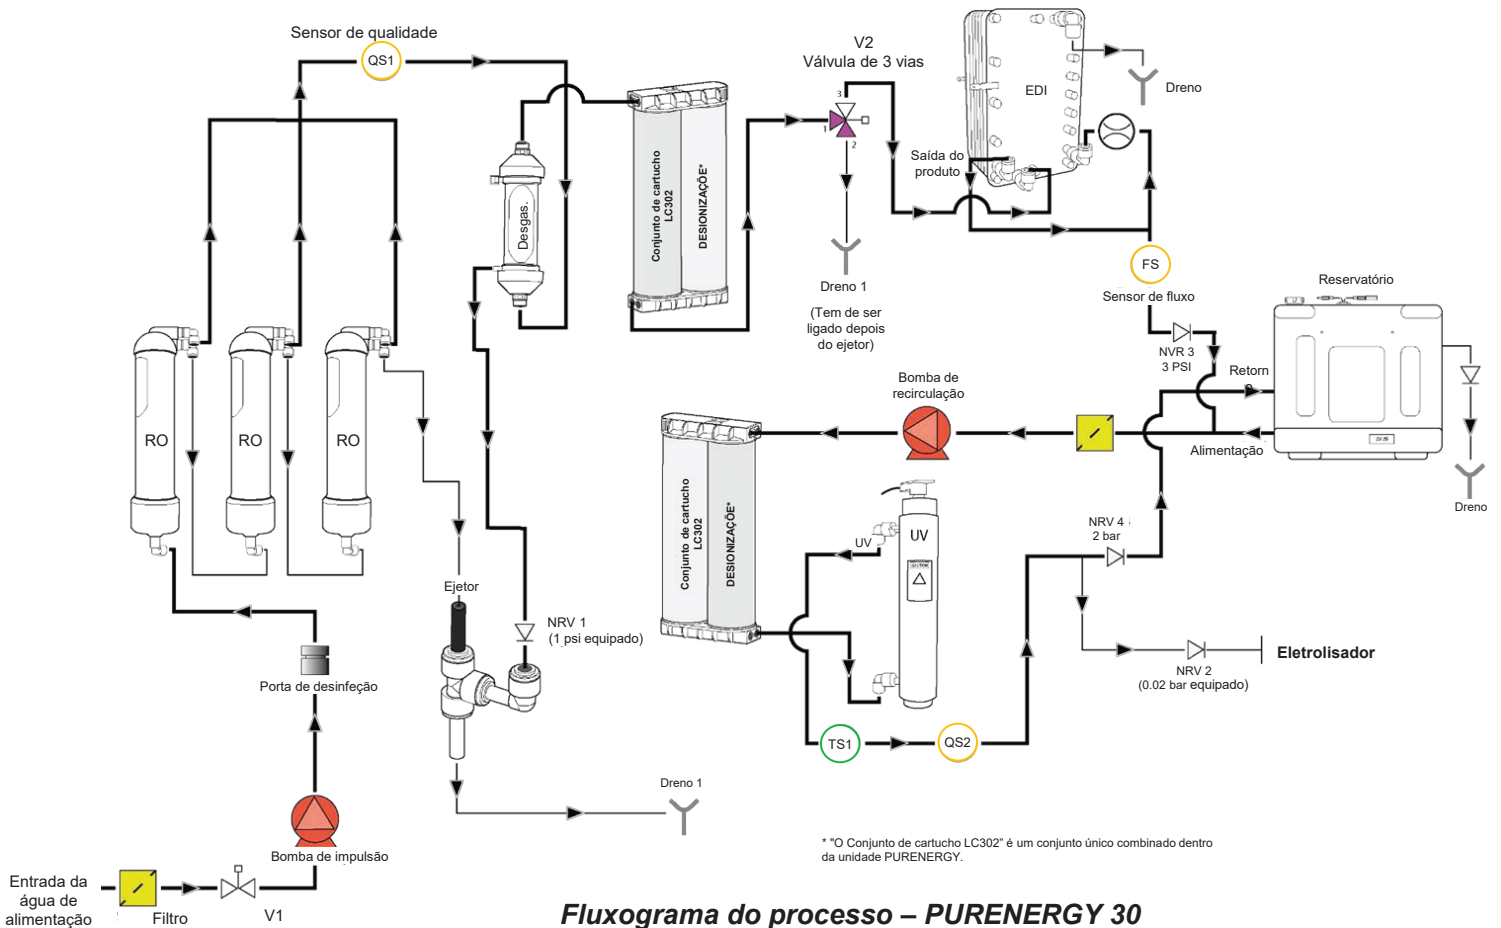 Sensor de qualidade
QS1
V2
Válvula de 3 vias
3
1
2
EDI
Dreno
Saída do
produto
Desgas.
Conjunto de cartucho
LC302
DESIONIZAÇÕE*
Dreno 1
(Tem de ser
ligado depois
do ejetor)
FS
Sensor de fluxo
NVR 3
3 PSI
Reservatório
Retorn
Alimentação
Dreno
RO
RO
RO
Bomba de
recirculação
Conjunto de cartucho
LC302
DESIONIZAÇÕE*
UV
UV
NRV 4
2 bar
Ejetor
NRV 1
(1 psi equipado)
NRV 2
(0.02 bar equipado)
Eletrolisador
Porta de desinfeção
TS1
QS2
Dreno 1
Bomba de impulsão
* "O Conjunto de cartucho LC302" é um conjunto único combinado dentro
da unidade PURENERGY.
Entrada da
água de
alimentação
Filtro
V1
Fluxograma do processo – PURENERGY 30